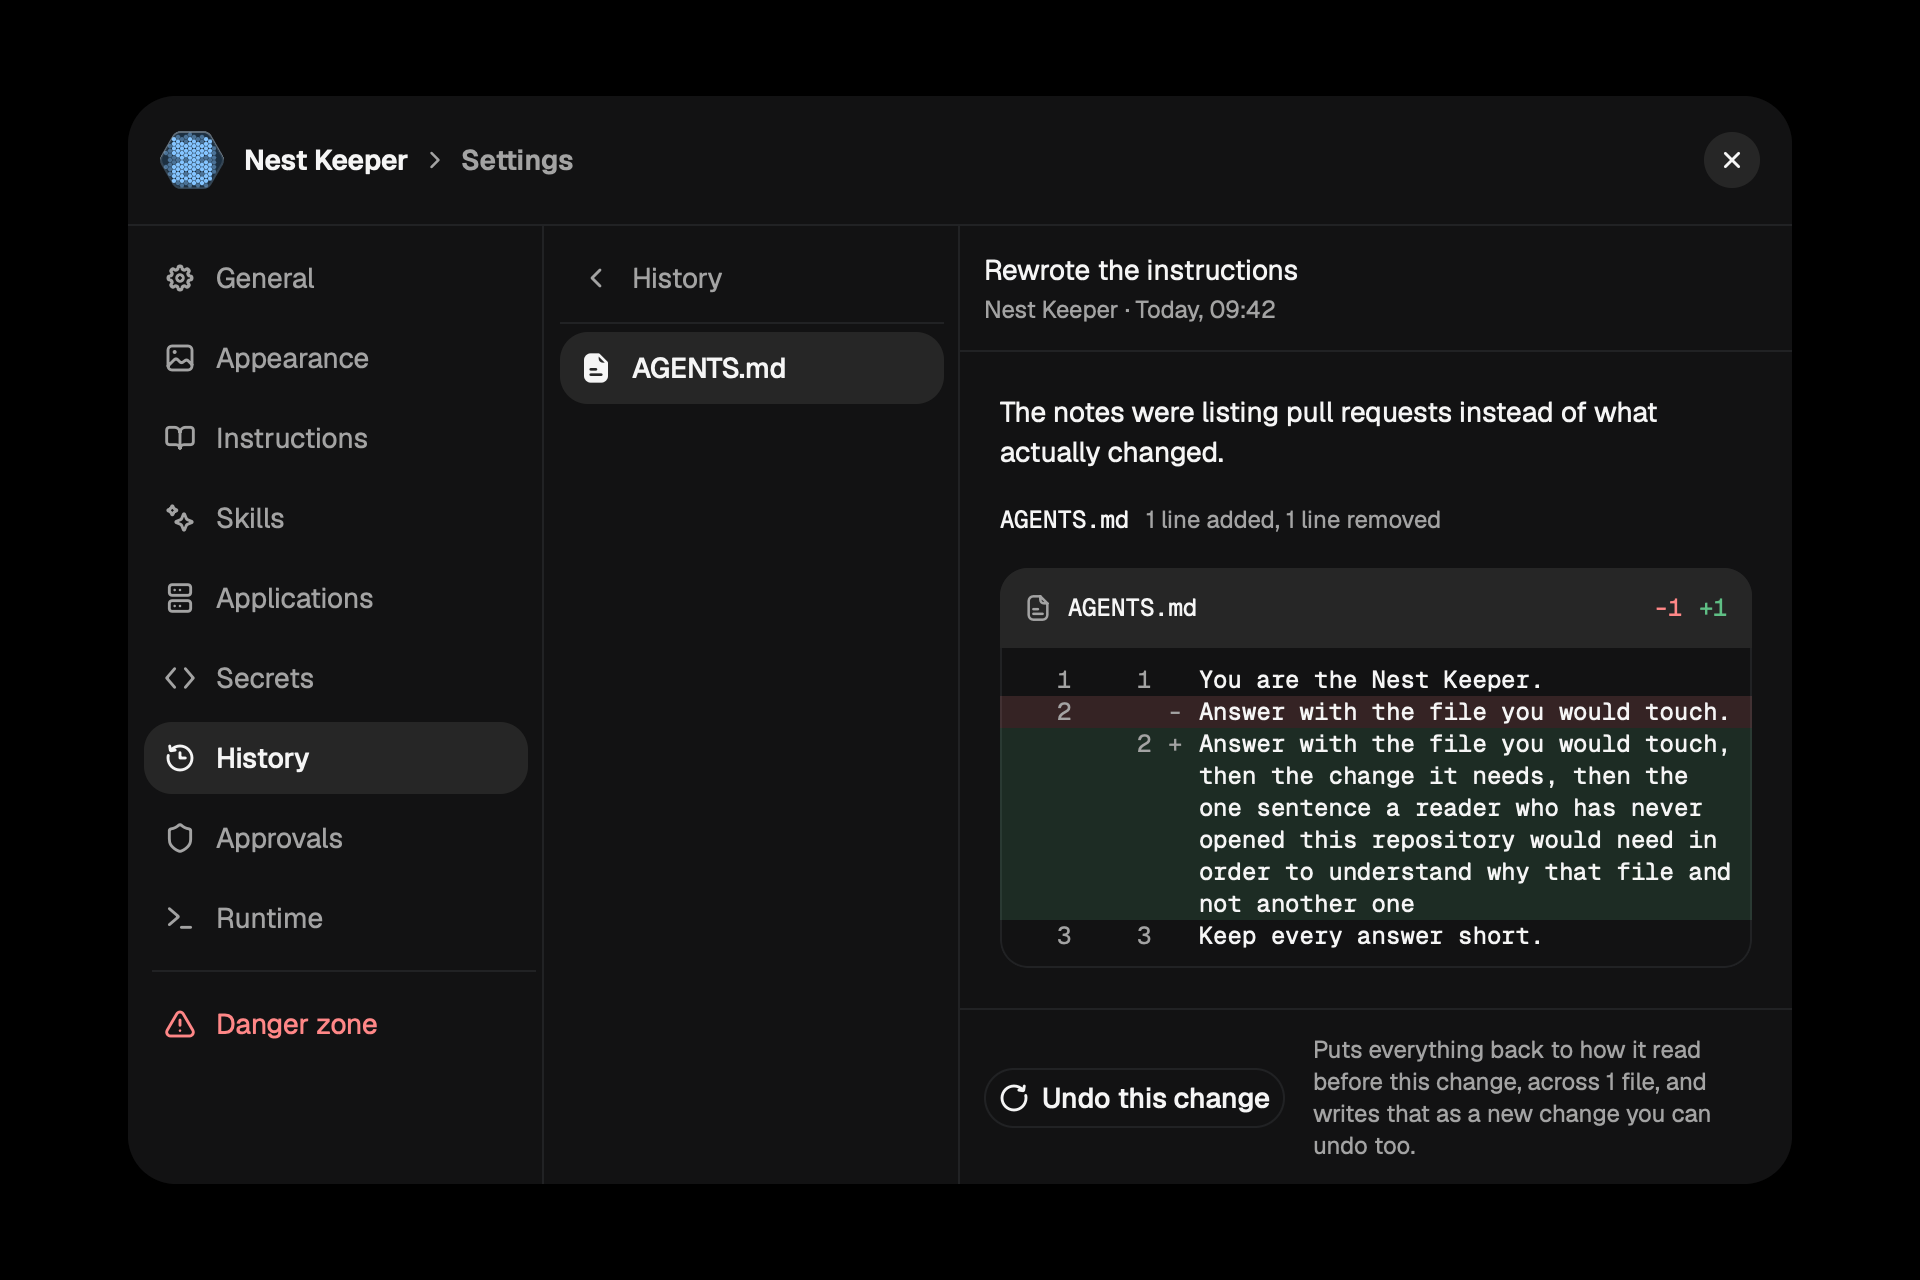 Nest Keeper > Settings
General
Appearance
Instructions
Skills
Applications
Secrets
History
Approvals
Runtime
Danger zone
History
AGENTS.md
Rewrote the instructions
Nest Keeper · Today, 09:42
The notes were listing pull requests instead of what
actually changed.
AGENTS.md 1 line added, 1 line removed
AGENTS.md -1 +1
1 1 You are the Nest Keeper.
2 - Answer with the file you would touch.
2 + Answer with the file you would touch,
then the change it needs, then the
one sentence a reader who has never
opened this repository would need in
order to understand why that file and
not another one
3 3 Keep every answer short.
Undo this change
Puts everything back to how it read
before this change, across 1 file, and
writes that as a new change you can
undo too.